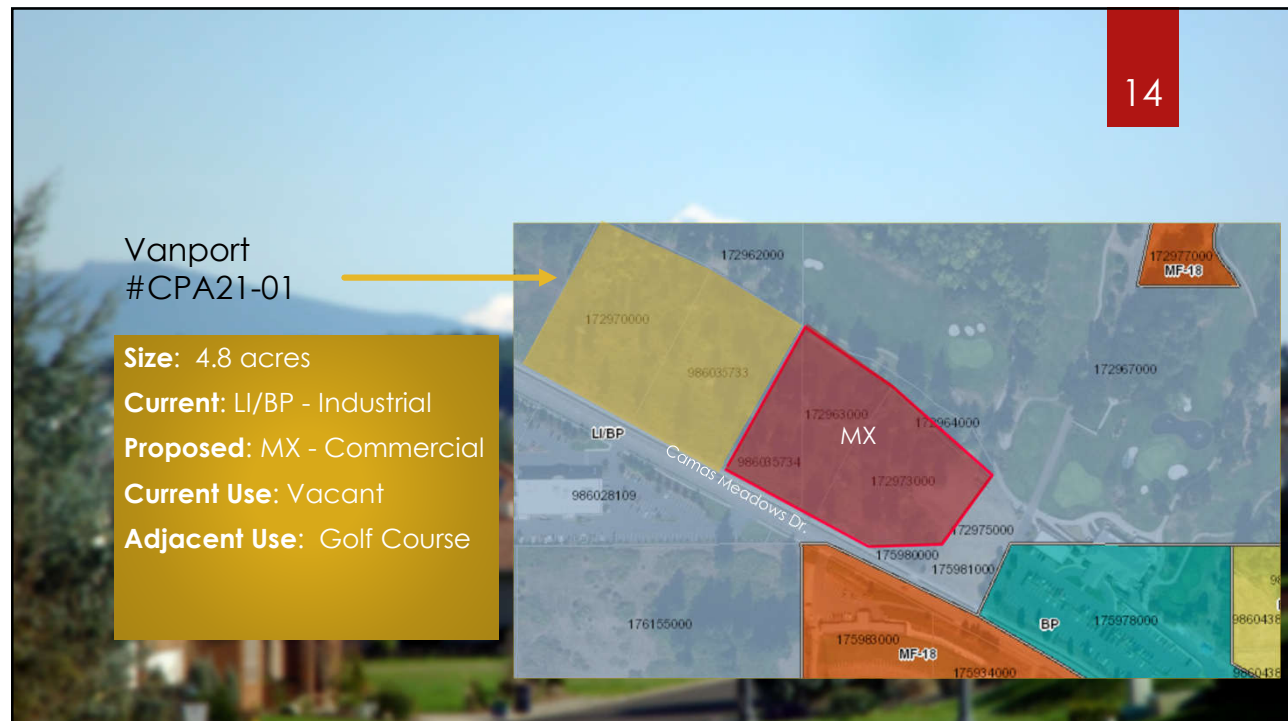 14
Vanport
#CPA21-01
Size: 4.8 acres
Current: LI/BP - Industrial
Proposed: MX - Commercial
Current Use: Vacant
Adjacent Use: Golf Course
172962000
172977000
MF-18
172970000
986035733
172967000
172963000
172964000
MX
LI/BP
986035734
172973000
Camas Meadows Dr.
986028109
172975000
175980000
175981000
176155000
BP
175978000
9860438
175983000
MF-18
175934000
9860438